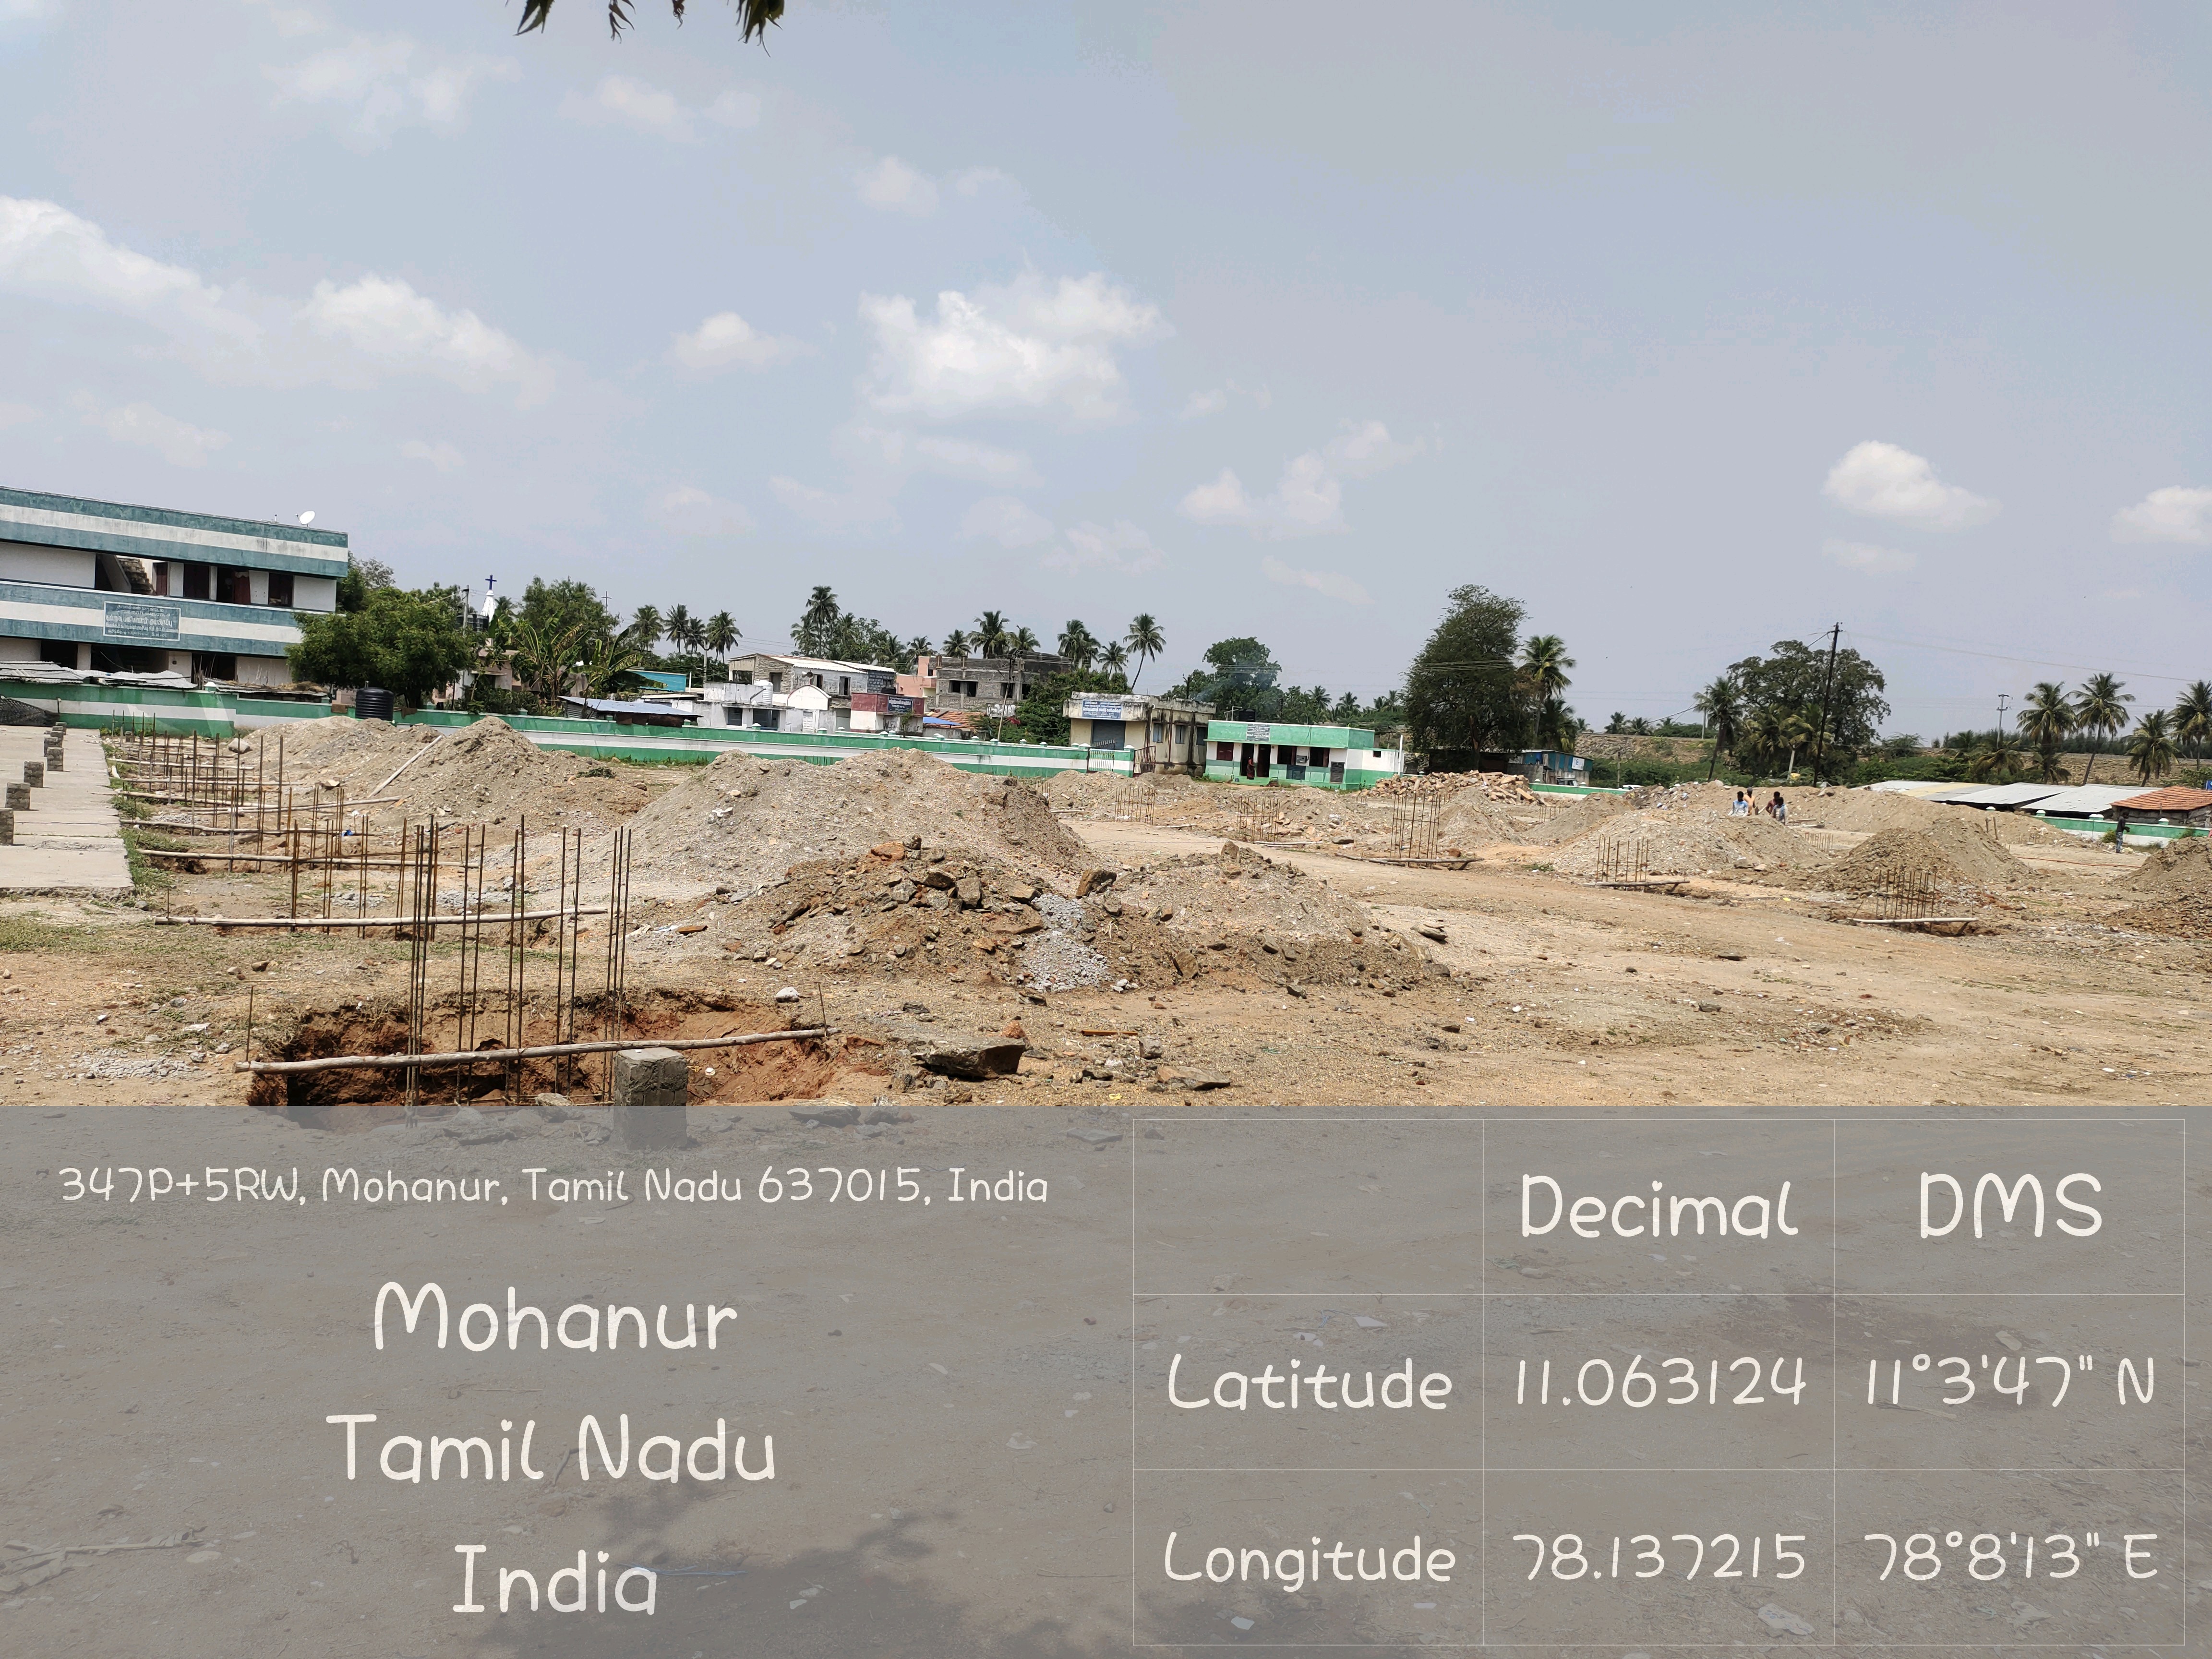 347P+5RW, Mohanur, Tamil Nadu 637015, India
Mohanur
Tamil Nadu
India
Decimal DMS
Latitude 11.063124 11°3'47" N
Longitude 78.137215 78°8'13" E